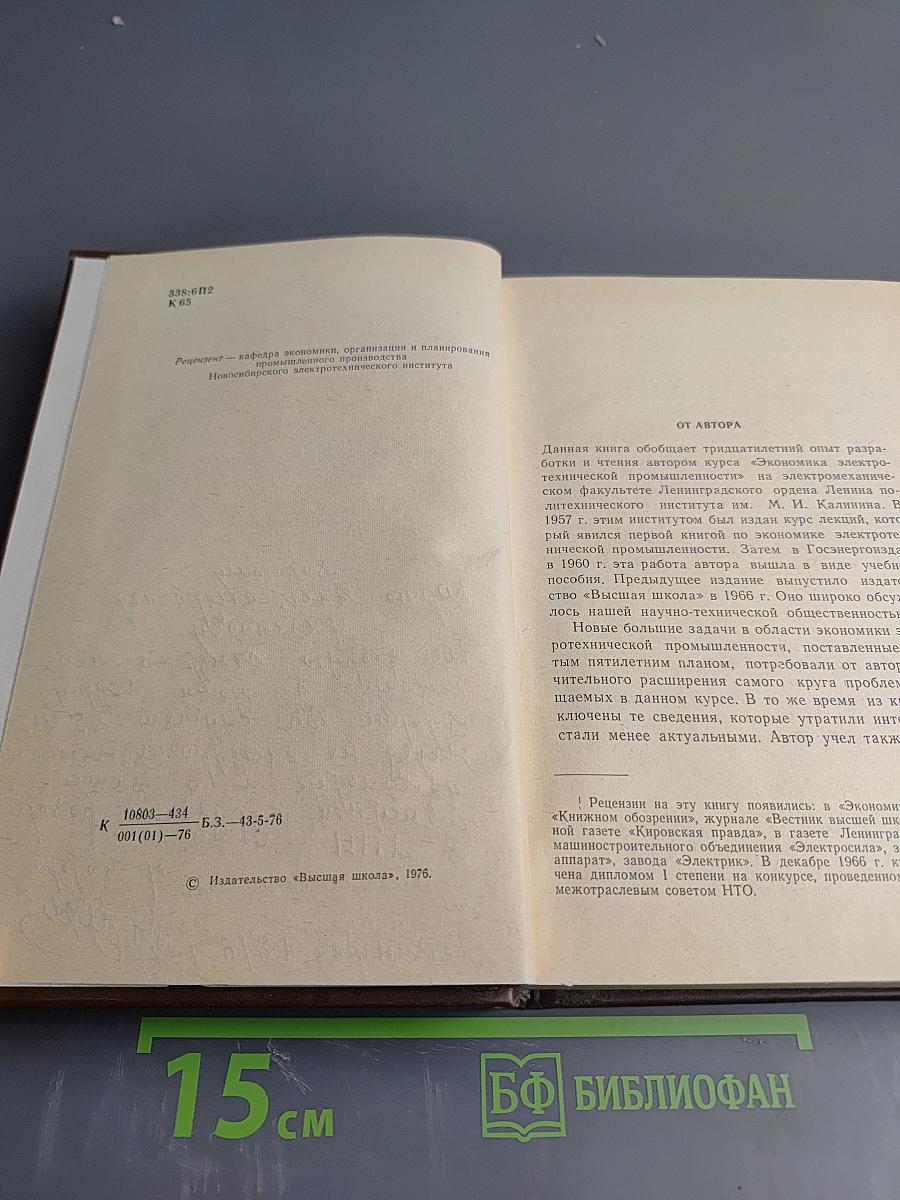 338:6П2
К 65
Рецензент — кафедра экономики, организации и планирования
промышленного производства
Новосибирского электротехнического института
К 10803—434 Б.З.—43-5-76
001(01)—76
© Издательство «Высшая школа», 1976.
ОТ АВТОРА
Данная книга обобщает тридцатилетний опыт разра-
ботки и чтения автором курса «Экономика электро-
технической промышленности» на электромеханиче-
ском факультете Ленинградского ордена Ленина по-
литехнического института им. М. И. Калинина. В
1957 г. этим институтом был издан курс лекций, кото
рый явился первой книгой по экономике электроте
нической промышленности. Затем в Госэнергоизда
в 1960 г. эта работа автора вышла в виде учебн
пособия. Предыдущее издание выпустило издате
ство «Высшая школа» в 1966 г. Оно широко обсуж
лось нашей научно-технической общественность
Новые большие задачи в области экономики э
ротехнической промышленности, поставленные
тым пятилетним планом, потребовали от автор
чительного расширения самого круга проблем
щаемых в данном курсе. В то же время из к
ключены те сведения, которые утратили инте
стали менее актуальными. Автор учел такж
¹ Рецензии на эту книгу появились: в «Экономи
«Книжном обозрении», журнале «Вестник высшей шк
ной газете «Кировская правда», в газете Ленингра
машиностроительного объединения «Электросила», з
аппарат», завода «Электрик». В декабре 1966 г. к
чена дипломом I степени на конкурсе, проведенно
межотраслевым советом НТО.
15 см
БФ БИБЛИОФАН